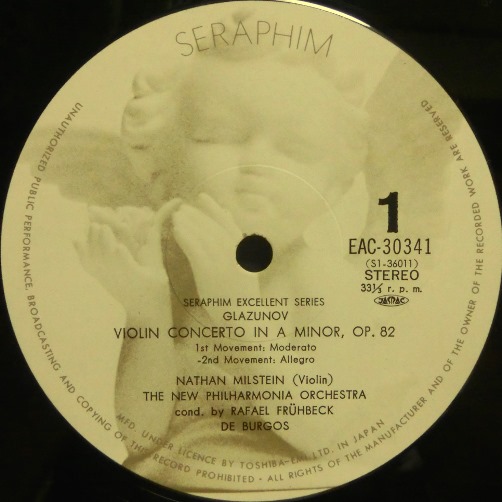 SERAPHIM
1
EAC-30341
(S1-36011)
STEREO
33⅓ r. p. m.
JASRAC
SERAPHIM EXCELLENT SERIES
GLAZUNOV
VIOLIN CONCERTO IN A MINOR, OP. 82
1st Movement: Moderato
-2nd Movement: Allegro
NATHAN MILSTEIN (Violin)
THE NEW PHILHARMONIA ORCHESTRA
cond. by RAFAEL FRÜHBECK
DE BURGOS
MFD. UNDER LICENCE BY TOSHIBA-EMI LTD. IN JAPAN
UNAUTHORIZED PUBLIC PERFORMANCE, BROADCASTING AND COPYING OF THIS RECORD PROHIBITED - ALL RIGHTS OF THE MANUFACTURER AND OF THE OWNER OF THE RECORDED WORK ARE RESERVED